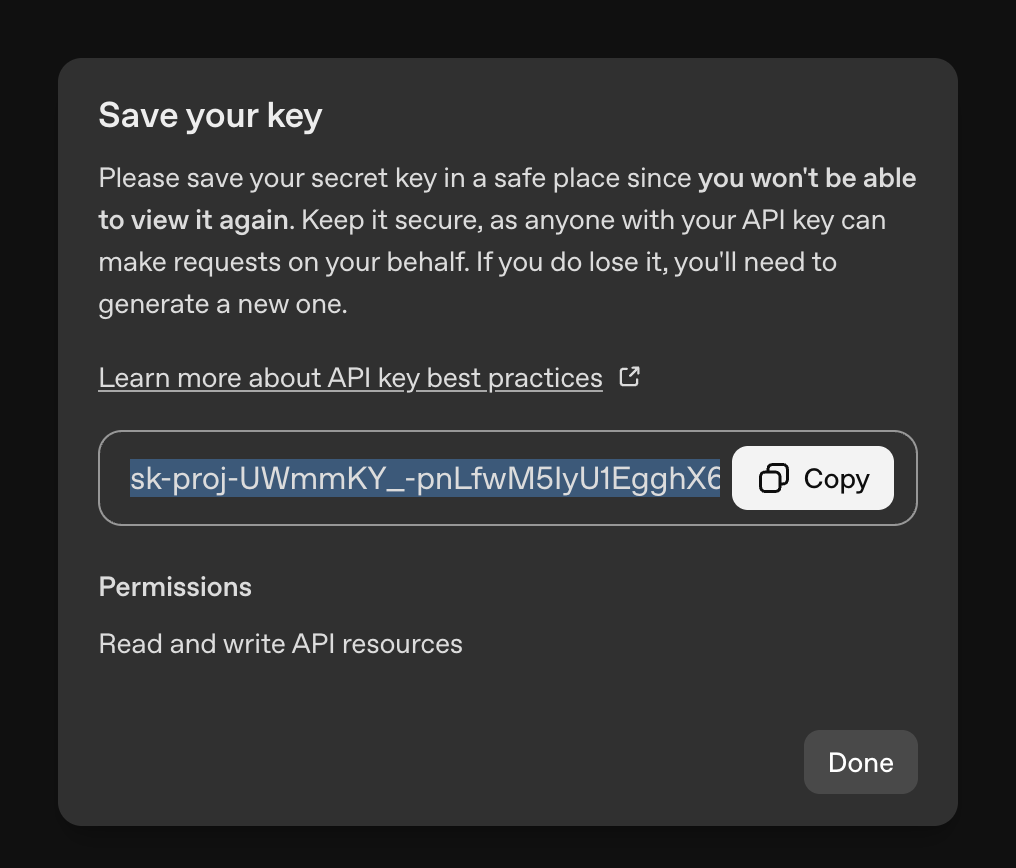 Save your key
Please save your secret key in a safe place since you won't be able
to view it again. Keep it secure, as anyone with your API key can
make requests on your behalf. If you do lose it, you'll need to
generate a new one.
Learn more about API key best practices
sk-proj-UWmmKY_-pnLfwM5IyU1EgghX6
Copy
Permissions
Read and write API resources
Done